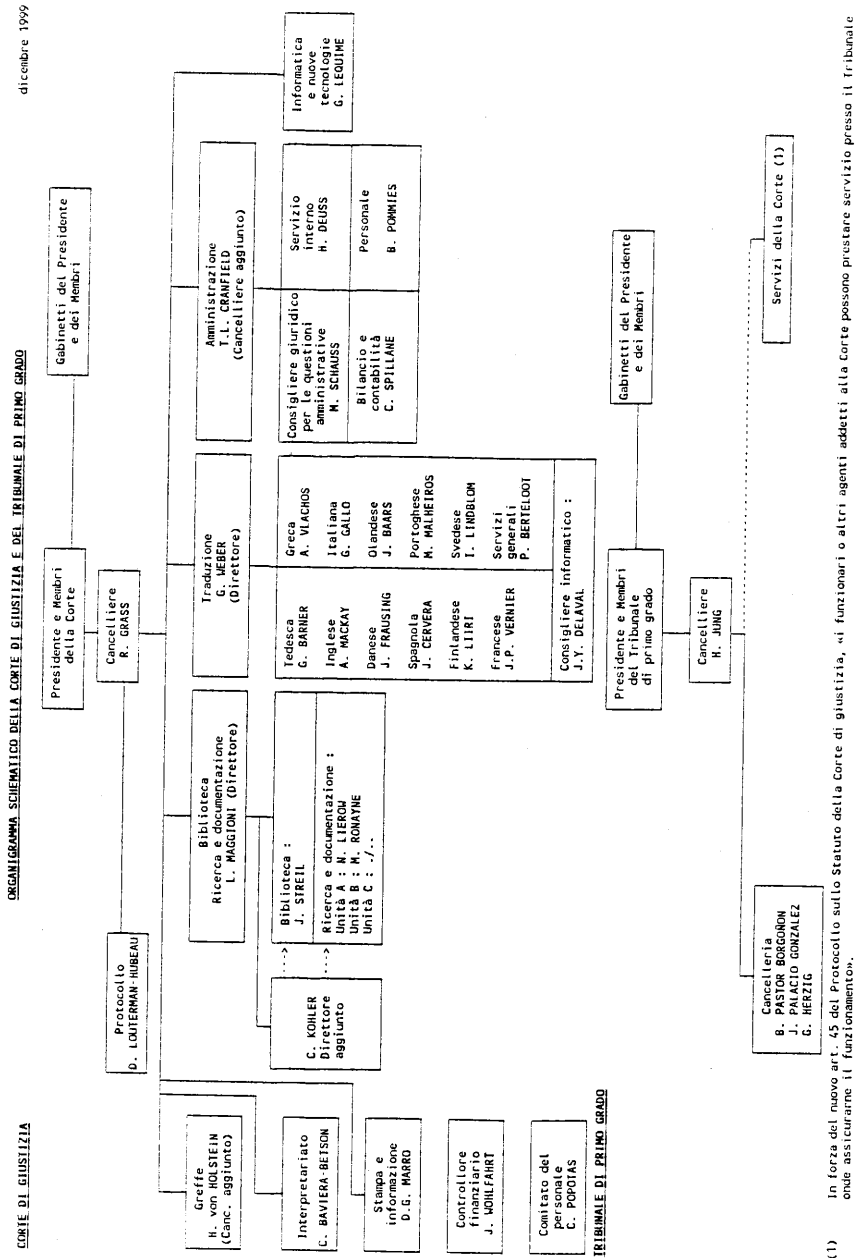 dicembre 1999
ORGANIGRAMMA SCHEMATICO DELLA CORTE DI GIUSTIZIA E DEL TRIBUNALE DI PRIMO GRADO
CORTE DI GIUSTIZIA
Presidente e Membri
della Corte
Gabinetti del Presidente
e dei Membri
Cancelliere
R. GRASS
Protocollo
D. LOUTERMAN-HUBEAU
Greffe
H. von HOLSTEIN
(Canc. aggiunto)
Interpretariato
C. BAVIERA-BETSON
Stampa e
informazione
D.G. MARRO
Controllore
finanziario
J. WOHLFAHRT
Comitato del
personale
C. POPOTAS
Biblioteca
Ricerca e documentazione
L. MAGGIONI (Direttore)
C. KOHLER
Direttore
aggiunto
...> Biblioteca :
J. STREIL
...> Ricerca e documentazione :
Unità A : N. LIEROW
Unità B : M. RONAYNE
Unità C : ./..
Traduzione
G. WEBER
(Direttore)
Tedesca
G. BARNER
Inglese
A. MACKAY
Danese
J. FRAUSING
Spagnola
J. CERVERA
Finlandese
K. LIIRI
Francese
J.P. VERNIER
Greca
A. VLACHOS
Italiana
G. GALLO
Olandese
J. BAARS
Portoghese
M. MALHEIROS
Svedese
I. LINDBLOM
Servizi
generali
P. BERTELOOT
Consigliere informatico :
J.Y. DELAVAL
Amministrazione
T.L. CRANFIELD
(Cancelliere aggiunto)
Consigliere giuridico
per le questioni
amministrative
M. SCHAUSS
Servizio
interno
H. DEUSS
Bilancio e
contabilità
C. SPILLANE
Personale
B. POMMIES
Informatica
e nuove
tecnologie
G. LEQUIME
TRIBUNALE DI PRIMO GRADO
Presidente e Membri
del Tribunale
di primo grado
Gabinetti del Presidente
e dei Membri
Cancelliere
H. JUNG
Cancelleria
B. PASTOR BORGOÑON
J. PALACIO GONZALEZ
G. HERZIG
Servizi della Corte (1)
(1) In forza del nuovo art. 45 del Protocollo sullo Statuto della Corte di giustizia, «i funzionari o altri agenti addetti alla Corte possono prestare servizio presso il Tribunale
onde assicurarne il funzionamento».